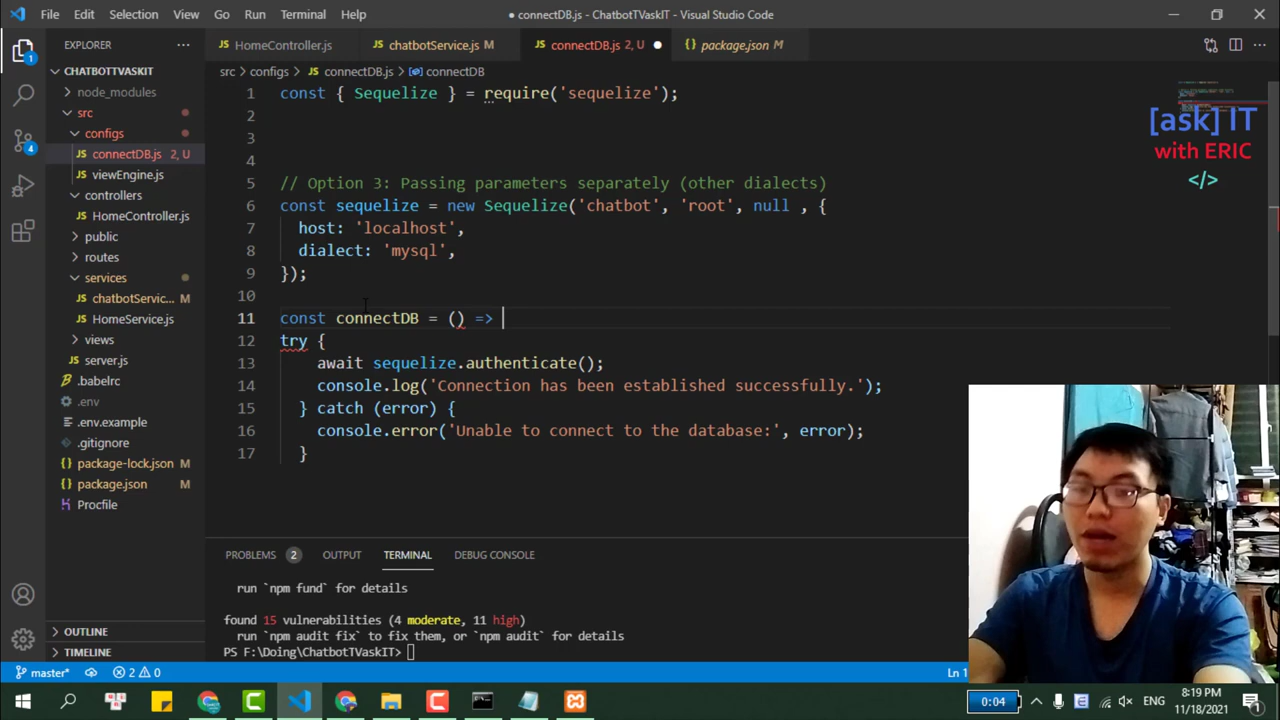 File Edit Selection View Go Run Terminal Help
● connectDB.js - ChatbotTVaskIT - Visual Studio Code
EXPLORER
HomeController.js
chatbotService.js M
connectDB.js 2, U ●
package.json M
CHATBOTTVASKIT
node_modules
src
configs
connectDB.js 2, U
viewEngine.js
controllers
HomeController.js
public
routes
services
chatbotServic... M
HomeService.js
views
server.js
.babelrc
.env
.env.example
.gitignore
package-lock.json M
package.json M
Procfile
OUTLINE
TIMELINE
src > configs > JS connectDB.js > connectDB
1 const { Sequelize } = require('sequelize');
2
3
4
5 // Option 3: Passing parameters separately (other dialects)
6 const sequelize = new Sequelize('chatbot', 'root', null , {
7 host: 'localhost',
8 dialect: 'mysql',
9 });
10
11 const connectDB = () =>
12 try {
13 await sequelize.authenticate();
14 console.log('Connection has been established successfully.');
15 } catch (error) {
16 console.error('Unable to connect to the database:', error);
17 }
[ask] IT
with ERIC
</>
PROBLEMS 2 OUTPUT TERMINAL DEBUG CONSOLE
run `npm fund` for details
found 15 vulnerabilities (4 moderate, 11 high)
run `npm audit fix` to fix them, or `npm audit` for details
PS F:\Doing\ChatbotTVaskIT>
master* 2 0
0:04
ENG
8:19 PM
11/18/2021